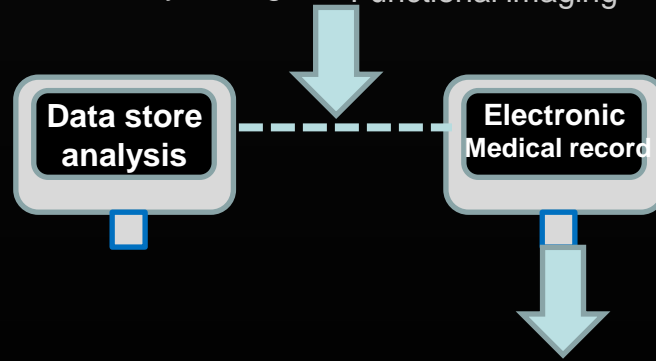 Functional imaging
Data store
analysis
Electronic
Medical record